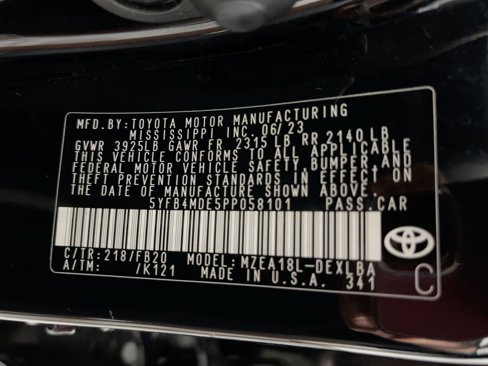 MFD.BY:TOYOTA MOTOR MANUFACTURING
MISSISSIPPI INC. 06/23
GVWR 3925LB GAWR FR 2315 LB RR 2140 LB
THIS VEHICLE CONFORMS TO ALL APPLICABLE
FEDERAL MOTOR VEHICLE SAFETY, BUMPER, AND
THEFT PREVENTION STANDARDS IN EFFECT ON
THE DATE OF MANUFACTURE SHOWN ABOVE.
5YFB4MDE5PP058101 PASS.CAR
C/TR:218/FB20 MODEL:MZEA18L-DEXLBA
A/TM: /K121 MADE IN U.S.A. 341
C